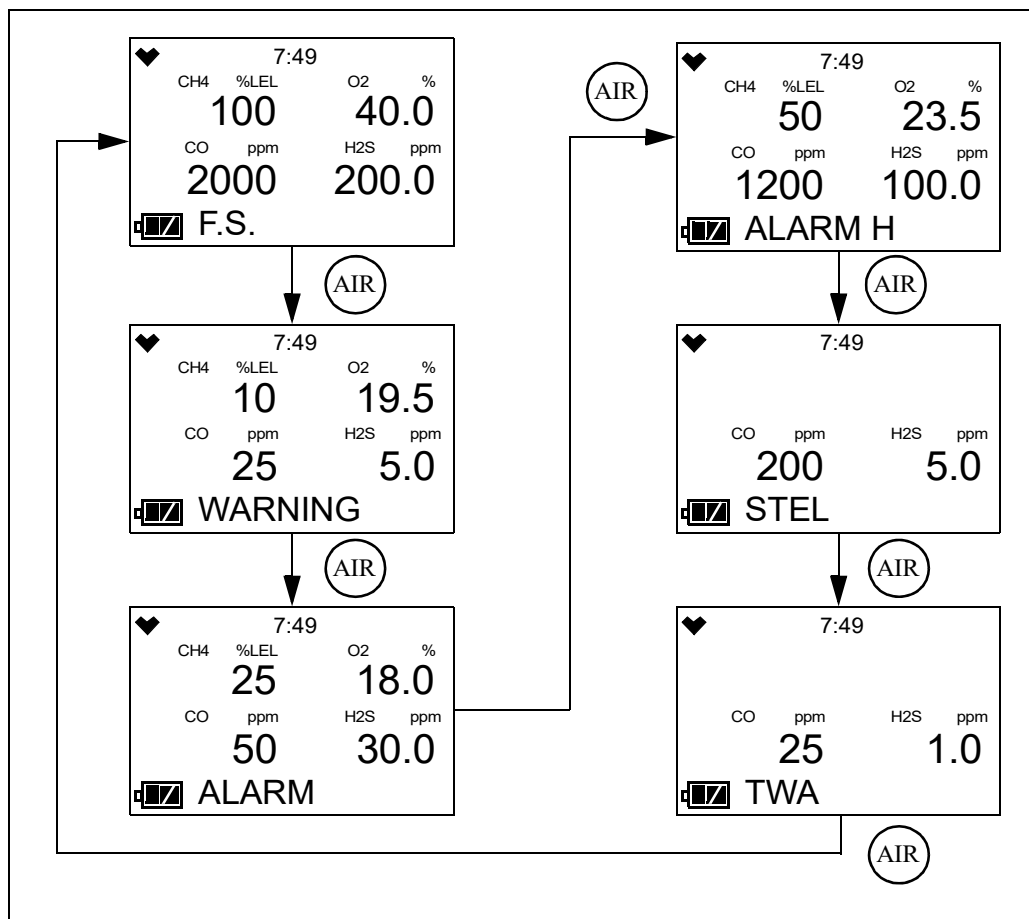 7:49
CH4 %LEL O2 %
100 40.0
CO ppm H2S ppm
2000 200.0
F.S.
AIR
7:49
CH4 %LEL O2 %
10 19.5
CO ppm H2S ppm
25 5.0
WARNING
AIR
7:49
CH4 %LEL O2 %
25 18.0
CO ppm H2S ppm
50 30.0
ALARM
AIR
7:49
CH4 %LEL O2 %
50 23.5
CO ppm H2S ppm
1200 100.0
ALARM H
AIR
7:49
CO ppm H2S ppm
200 5.0
STEL
AIR
7:49
CO ppm H2S ppm
25 1.0
TWA
AIR